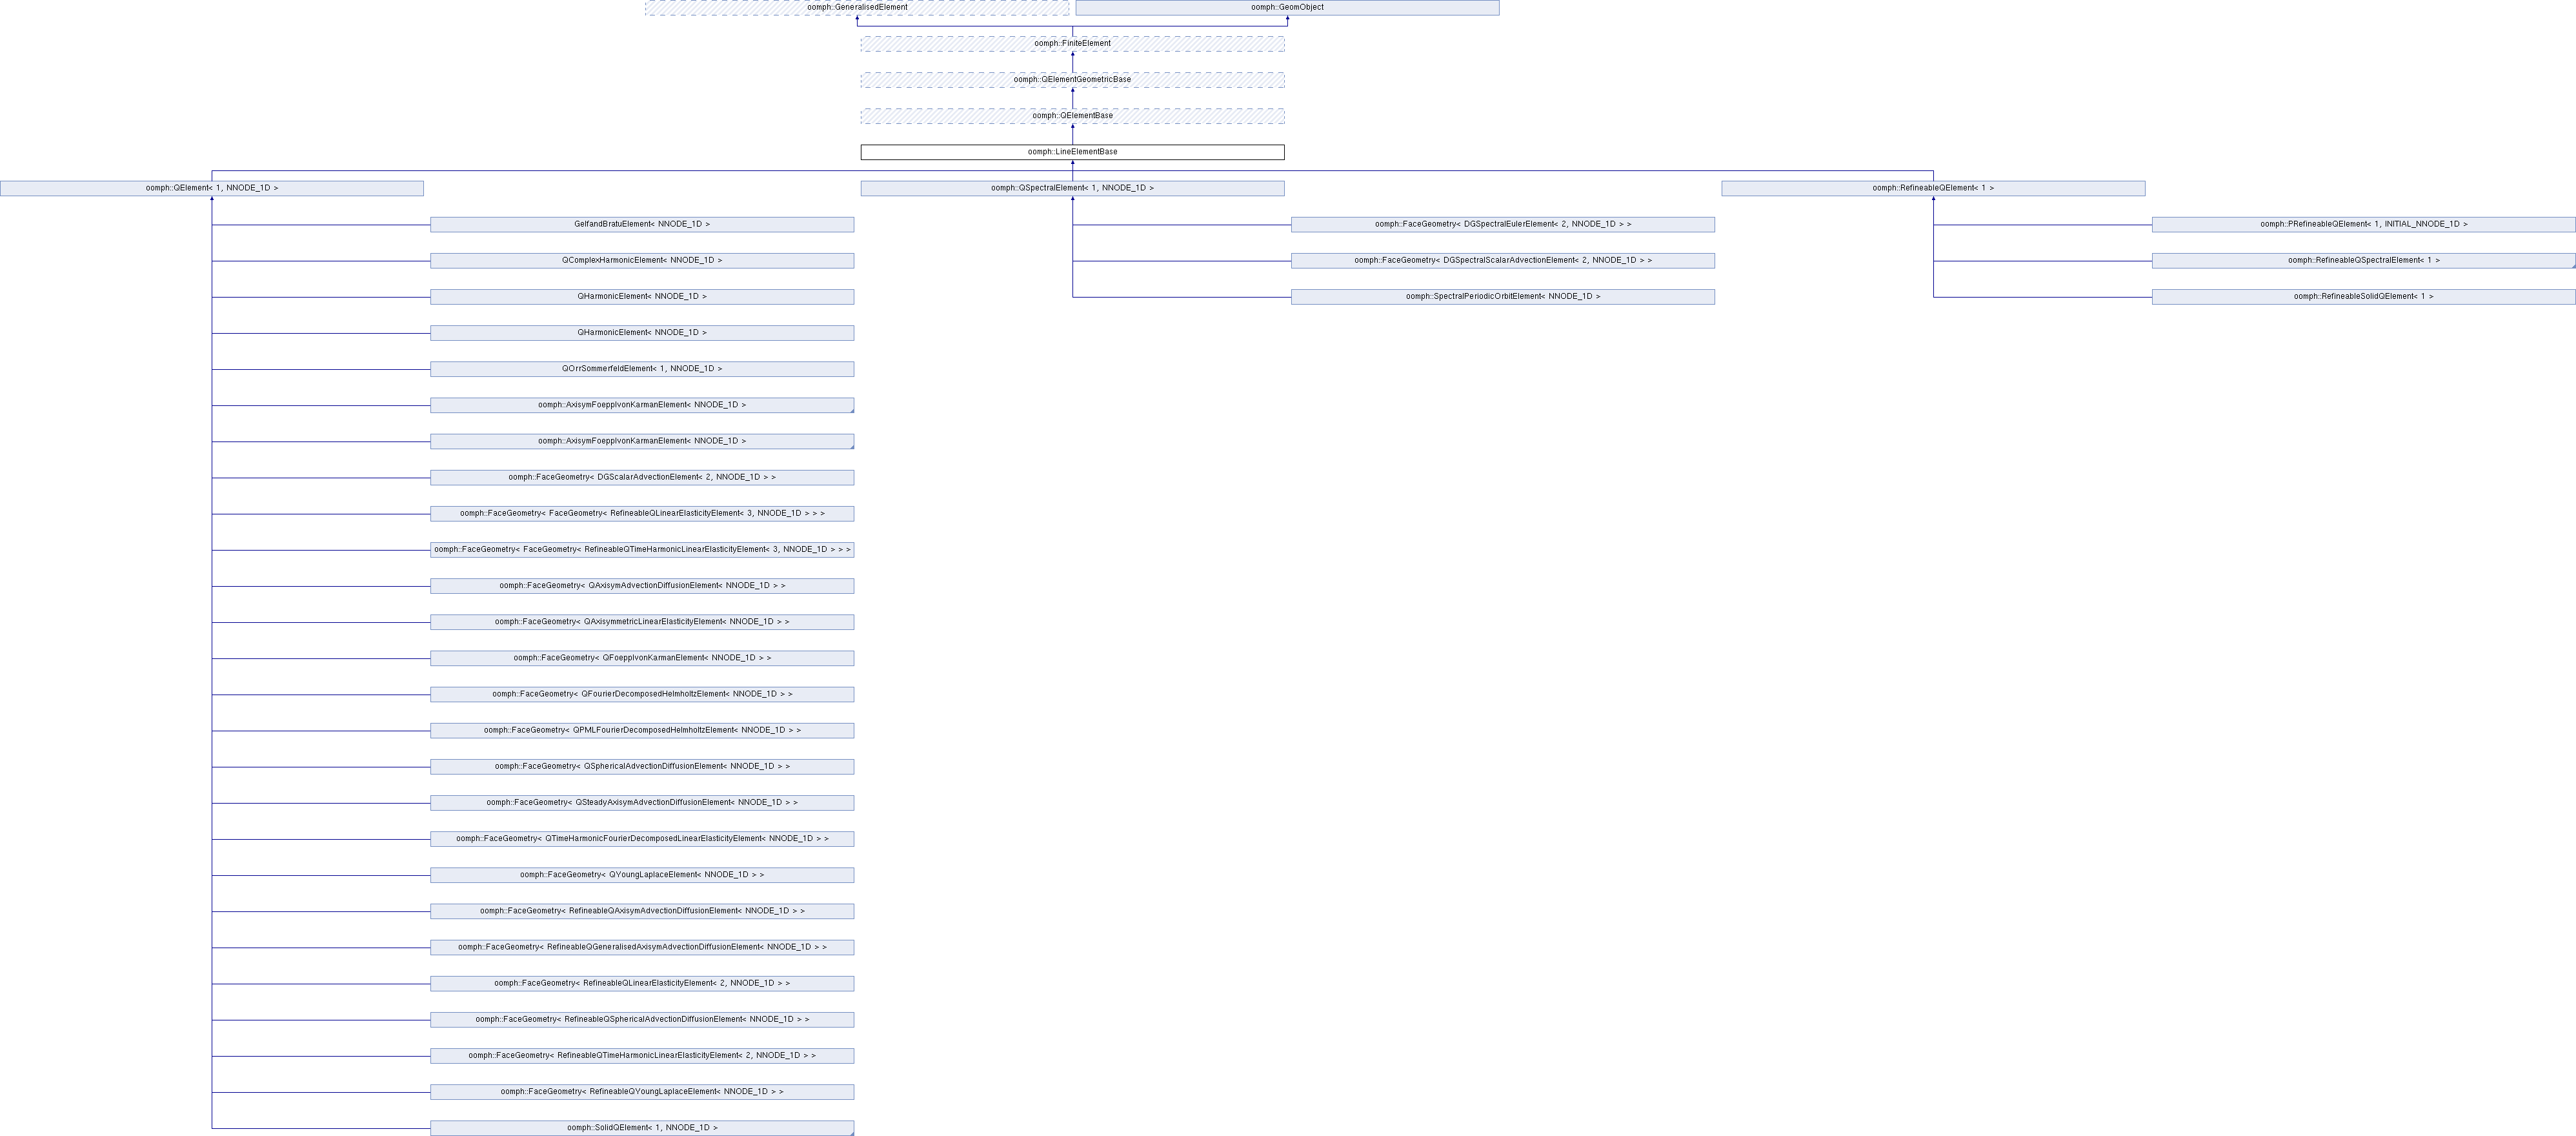 oomph::GeneralisedElement
oomph::GeomObject
oomph::FiniteElement
oomph::QElementGeometricBase
oomph::QElementBase
oomph::LineElementBase
oomph::QElement< 1, NNODE_1D >
oomph::QSpectralElement< 1, NNODE_1D >
oomph::RefineableQElement< 1 >
GelfandBratuElement< NNODE_1D >
QComplexHarmonicElement< NNODE_1D >
QHarmonicElement< NNODE_1D >
QHarmonicElement< NNODE_1D >
QOrrSommerfeldElement< 1, NNODE_1D >
oomph::AxisymFoepplvonKarmanElement< NNODE_1D >
oomph::AxisymFoepplvonKarmanElement< NNODE_1D >
oomph::FaceGeometry< DGScalarAdvectionElement< 2, NNODE_1D > >
oomph::FaceGeometry< FaceGeometry< RefineableQLinearElasticityElement< 3, NNODE_1D > > >
oomph::FaceGeometry< FaceGeometry< RefineableQTimeHarmonicLinearElasticityElement< 3, NNODE_1D > > >
oomph::FaceGeometry< QAxisymAdvectionDiffusionElement< NNODE_1D > >
oomph::FaceGeometry< QAxisymmetricLinearElasticityElement< NNODE_1D > >
oomph::FaceGeometry< QFoepplvonKarmanElement< NNODE_1D > >
oomph::FaceGeometry< QFourierDecomposedHelmholtzElement< NNODE_1D > >
oomph::FaceGeometry< QPMLFourierDecomposedHelmholtzElement< NNODE_1D > >
oomph::FaceGeometry< QSphericalAdvectionDiffusionElement< NNODE_1D > >
oomph::FaceGeometry< QSteadyAxisymAdvectionDiffusionElement< NNODE_1D > >
oomph::FaceGeometry< QTimeHarmonicFourierDecomposedLinearElasticityElement< NNODE_1D > >
oomph::FaceGeometry< QYoungLaplaceElement< NNODE_1D > >
oomph::FaceGeometry< RefineableQAxisymAdvectionDiffusionElement< NNODE_1D > >
oomph::FaceGeometry< RefineableQGeneralisedAxisymAdvectionDiffusionElement< NNODE_1D > >
oomph::FaceGeometry< RefineableQLinearElasticityElement< 2, NNODE_1D > >
oomph::FaceGeometry< RefineableQSphericalAdvectionDiffusionElement< NNODE_1D > >
oomph::FaceGeometry< RefineableQTimeHarmonicLinearElasticityElement< 2, NNODE_1D > >
oomph::FaceGeometry< RefineableQYoungLaplaceElement< NNODE_1D > >
oomph::SolidQElement< 1, NNODE_1D >
oomph::FaceGeometry< DGSpectralEulerElement< 2, NNODE_1D > >
oomph::FaceGeometry< DGSpectralScalarAdvectionElement< 2, NNODE_1D > >
oomph::SpectralPeriodicOrbitElement< NNODE_1D >
oomph::PRefineableQElement< 1, INITIAL_NNODE_1D >
oomph::RefineableQSpectralElement< 1 >
oomph::RefineableSolidQElement< 1 >